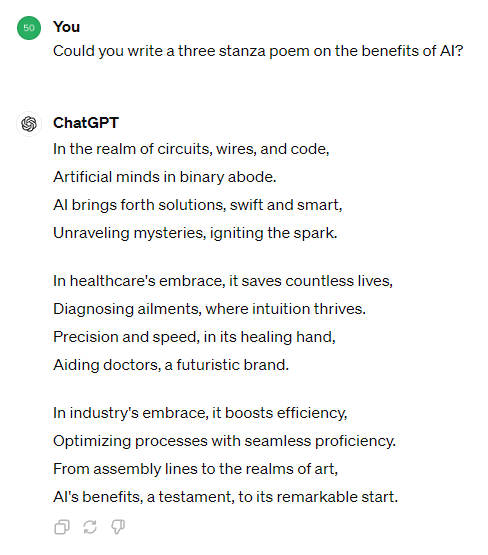 50
You
Could you write a three stanza poem on the benefits of AI?
ChatGPT
In the realm of circuits, wires, and code,
Artificial minds in binary abode.
AI brings forth solutions, swift and smart,
Unraveling mysteries, igniting the spark.
In healthcare's embrace, it saves countless lives,
Diagnosing ailments, where intuition thrives.
Precision and speed, in its healing hand,
Aiding doctors, a futuristic brand.
In industry's embrace, it boosts efficiency,
Optimizing processes with seamless proficiency.
From assembly lines to the realms of art,
AI's benefits, a testament, to its remarkable start.